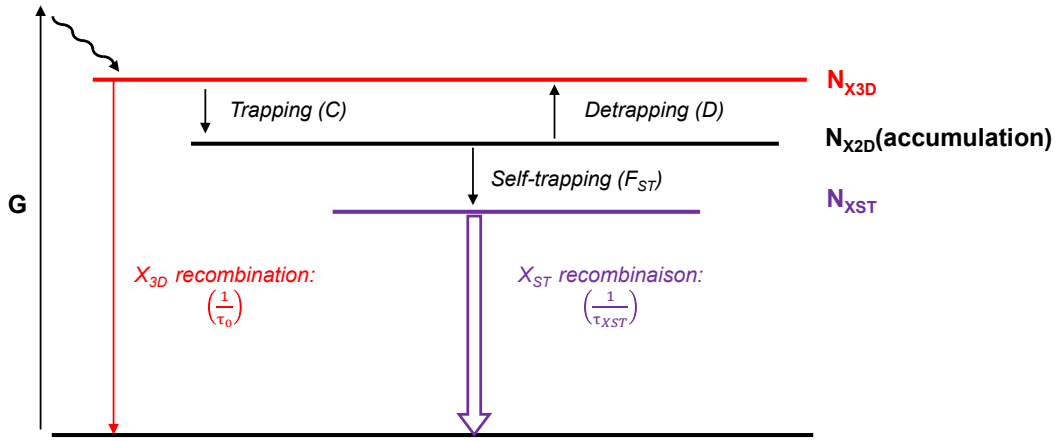 N_X3D
Trapping (C)
Detrapping (D)
N_X2D(accumulation)
Self-trapping (F_ST)
G
N_XST
X_3D recombination:
(1/τ_0)
X_ST recombinaison:
(1/τ_XST)